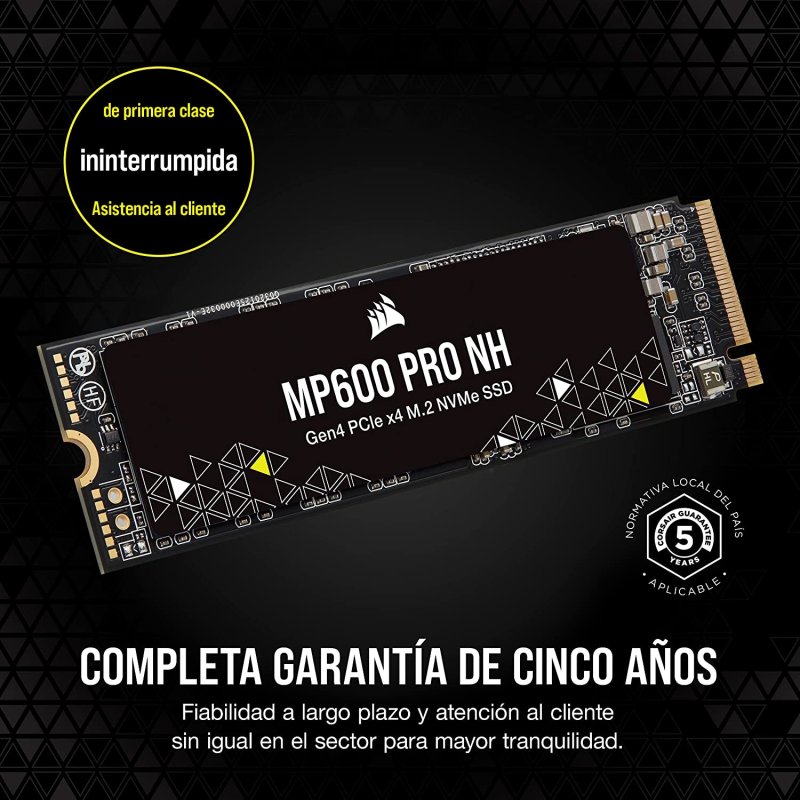 de primera clase
ininterrumpida
Asistencia al cliente
MP600 PRO NH
Gen4 PCIe x4 M.2 NVMe SSD
Pb
HF
NORMATIVA LOCAL DEL PAÍS
CORSAIR GUARANTEE
5
YEARS
• APLICABLE •
COMPLETA GARANTÍA DE CINCO AÑOS
Fiabilidad a largo plazo y atención al cliente
sin igual en el sector para mayor tranquilidad.